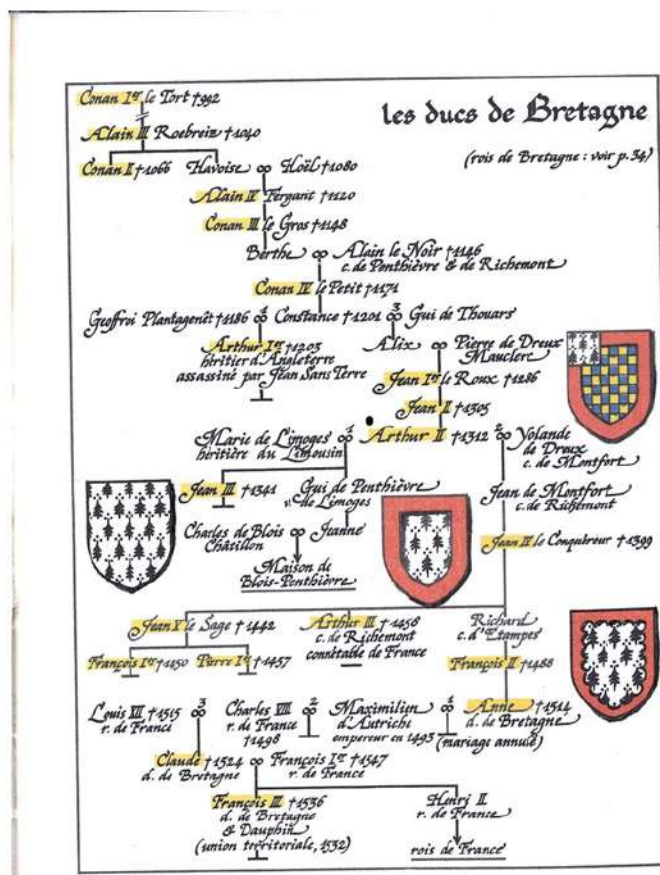 les ducs de Bretagne
(rois de Bretagne : voir p.34)
Conan Ier le Tort †992
Alain III Roebreiz †1040
Conan II †1066 Havoise ∞ Hoël †1080
Alain IV Fergant †1120
Conan III le Gros †1148
Berthe ∞ Alain le Noir †1146
c. de Penthièvre & de Richemont
Conan IV le Petit †1171
Geoffroi Plantagenêt †1186 1 ∞ Constance †1201 3 ∞ Gui de Thouars
Arthur Ier †1203 Alix ∞ Pierre de Dreux
héritier d'Angleterre Mauclerc
assassiné par Jean Sans Terre Jean Ier le Roux †1286
Jean II †1305
Marie de Limoges 1 ∞ Arthur II †1312 2 ∞ Yolande
héritière du Limousin de Dreux
c. de Montfort
Jean III †1341 Gui de Penthièvre Jean de Montfort
v. de Limoges c. de Richemont
Charles de Blois ∞ Jeanne Jean IV le Conquéreur †1399
Châtillon
Maison de
Blois-Penthièvre
Jean V le Sage †1442 Arthur III †1458 Richard
c. de Richemont c. d'Etampes
connétable de France
François Ier †1450 Pierre Ier †1457 François II †1488
Louis XII †1515 3 ∞ Charles VIII 2 ∞ Maximilien 1 ∞ Anne †1514
r. de France r. de France d'Autriche d. de Bretagne
†1498 empereur en 1493 (mariage annulé)
Claude †1524 ∞ François Ier †1547
d. de Bretagne r. de France
François III †1536 Henri II
d. de Bretagne r. de France
& Dauphin
(union territoriale, 1532) rois de France